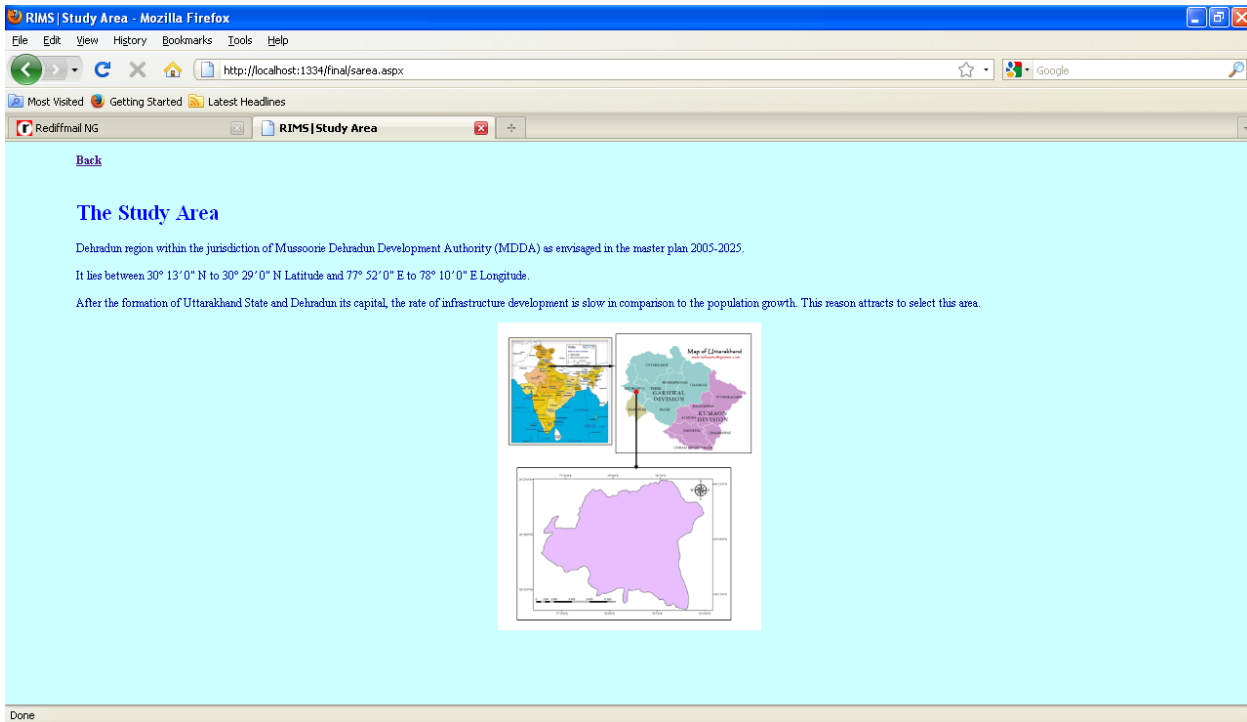 RIMS | Study Area - Mozilla Firefox
File Edit View History Bookmarks Tools Help
http://localhost:1334/final/sarea.aspx
Google
Most Visited Getting Started Latest Headlines
Rediffmail NG RIMS | Study Area
Back
The Study Area
Dehradun region within the jurisdiction of Mussoorie Dehradun Development Authority (MDDA) as envisaged in the master plan 2005-2025.
It lies between 30° 13′0" N to 30° 29′0" N Latitude and 77° 52′0" E to 78° 10′0" E Longitude.
After the formation of Uttarakhand State and Dehradun its capital, the rate of infrastructure development is slow in comparison to the population growth. This reason attracts to select this area.
Map of Uttarakhand
GARHWAL
DIVISION
KUMAON
DIVISION
Done